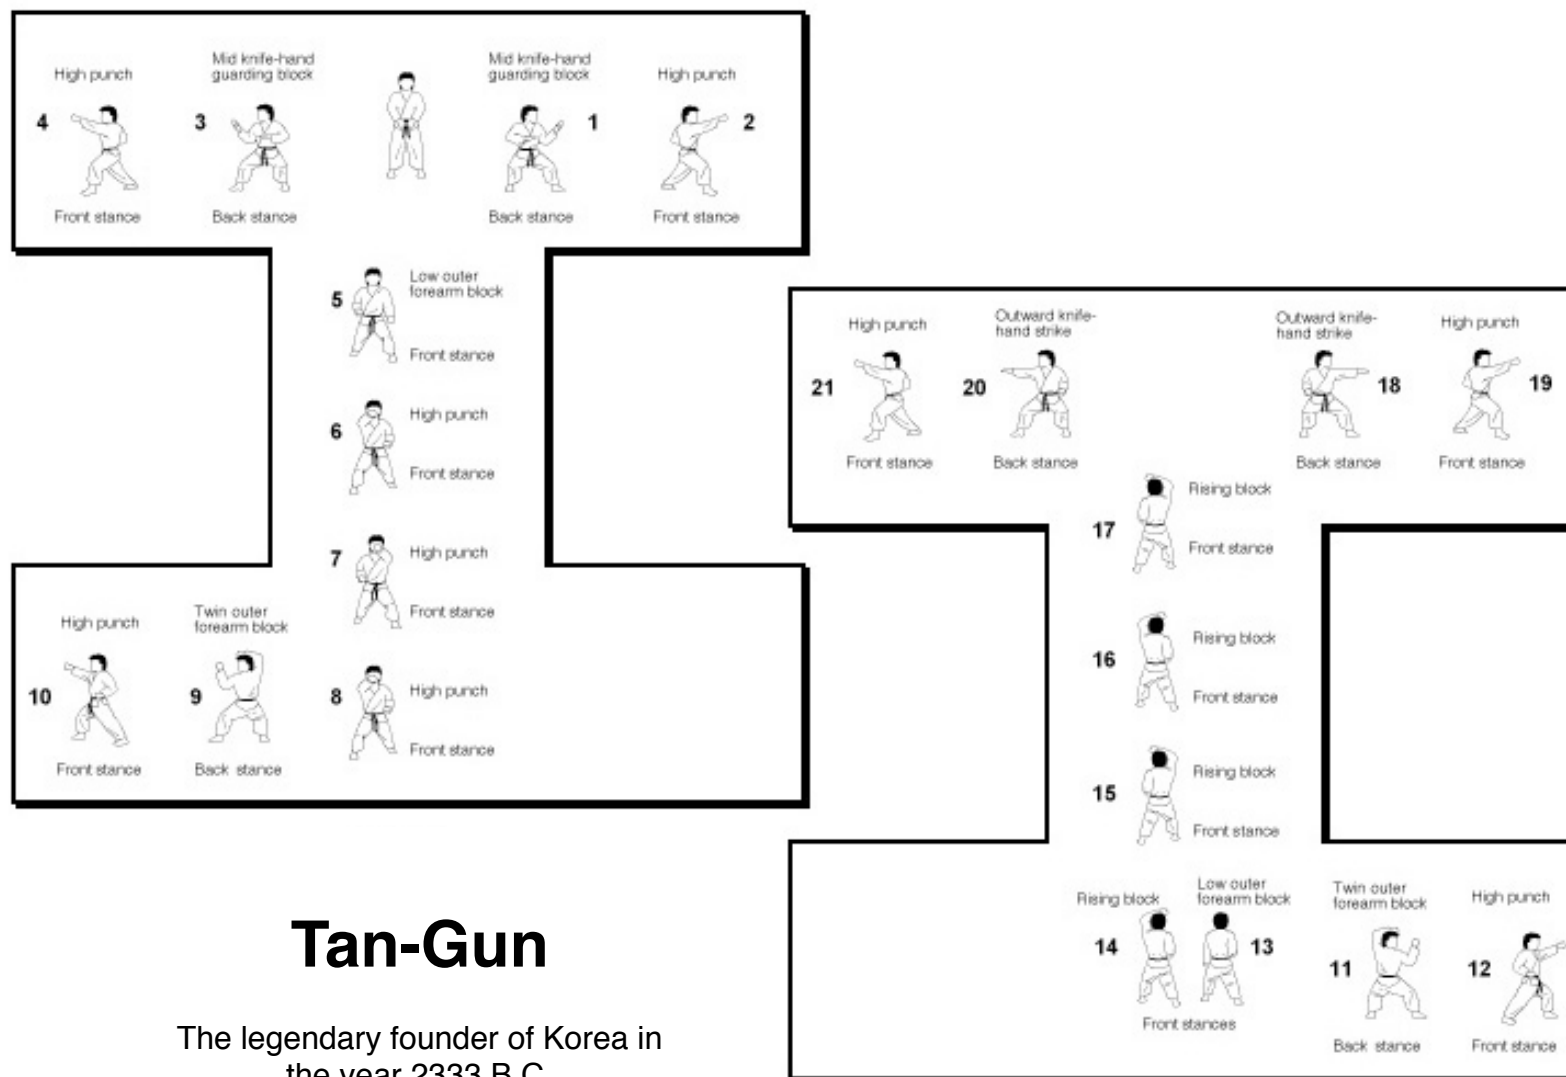 High punch
4
Front stance
Mid knife-hand
guarding block
3
Back stance
Mid knife-hand
guarding block
1
Back stance
High punch
2
Front stance
5
Low outer
forearm block
Front stance
6
High punch
Front stance
7
High punch
Front stance
8
High punch
Front stance
Twin outer
forearm block
9
Back stance
High punch
10
Front stance
Tan-Gun
The legendary founder of Korea in
the year 2333 B.C.
High punch
21
Front stance
Outward knife-
hand strike
20
Back stance
Outward knife-
hand strike
18
Back stance
High punch
19
Front stance
17
Rising block
Front stance
16
Rising block
Front stance
15
Rising block
Front stance
Rising block
14
Low outer
forearm block
13
Front stances
Twin outer
forearm block
11
Back stance
High punch
12
Front stance